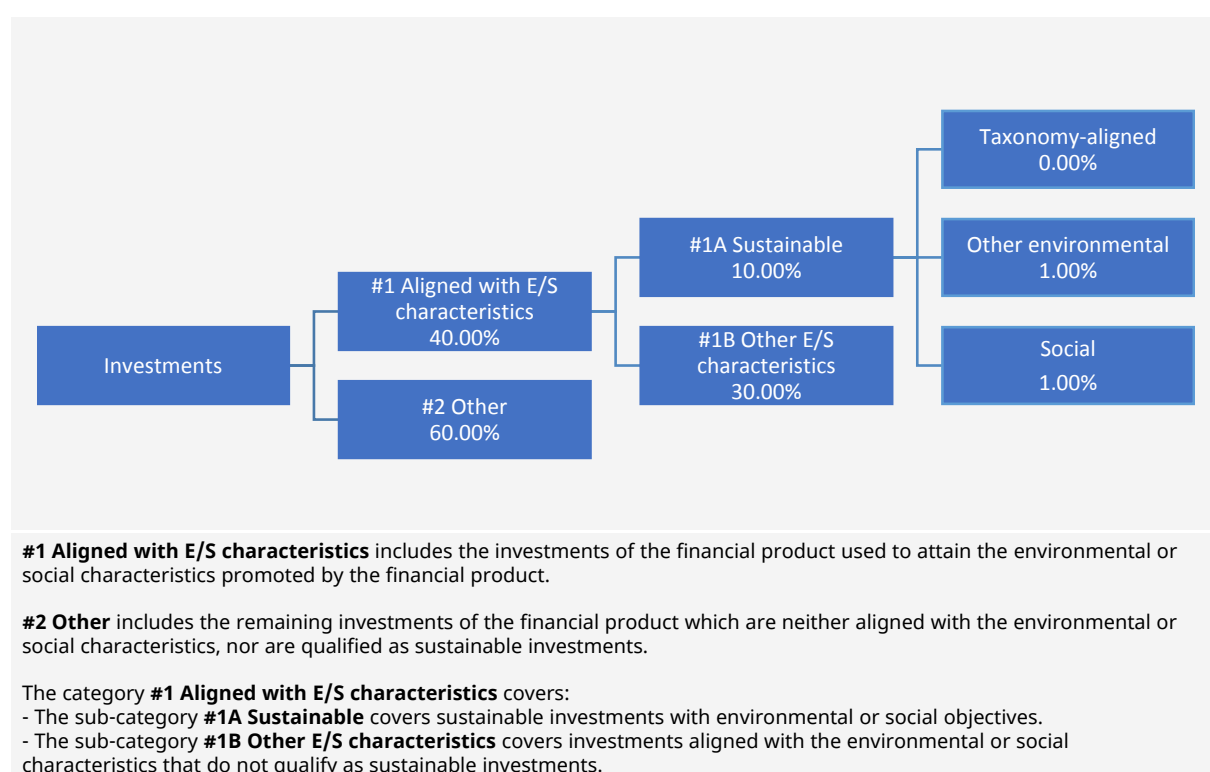 Investments
#1 Aligned with E/S
characteristics
40.00%
#2 Other
60.00%
#1A Sustainable
10.00%
#1B Other E/S
characteristics
30.00%
Taxonomy-aligned
0.00%
Other environmental
1.00%
Social
1.00%
#1 Aligned with E/S characteristics includes the investments of the financial product used to attain the environmental or
social characteristics promoted by the financial product.
#2 Other includes the remaining investments of the financial product which are neither aligned with the environmental or
social characteristics, nor are qualified as sustainable investments.
The category #1 Aligned with E/S characteristics covers:
- The sub-category #1A Sustainable covers sustainable investments with environmental or social objectives.
- The sub-category #1B Other E/S characteristics covers investments aligned with the environmental or social
characteristics that do not qualify as sustainable investments.